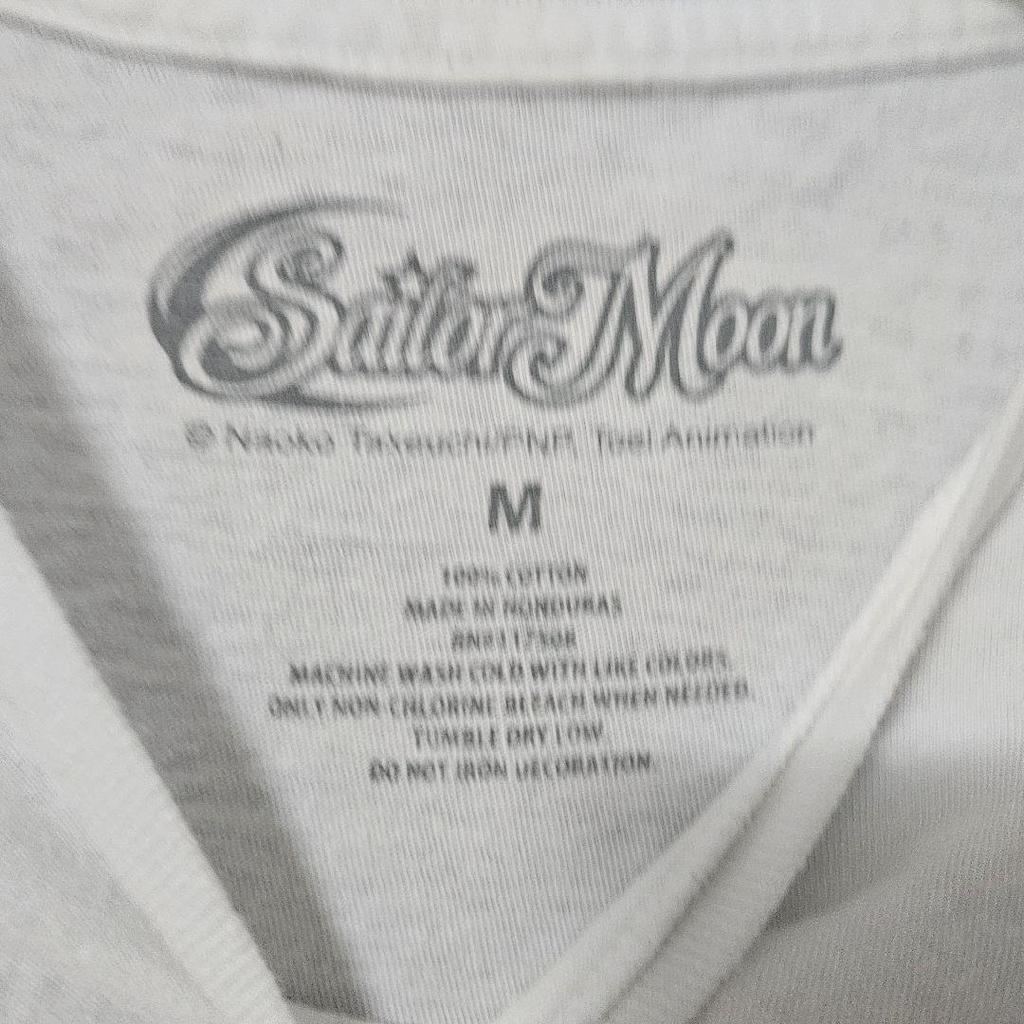 Sailor Moon
© Naoko Takeuchi/PNP, Toei Animation
M
100% COTTON
MADE IN HONDURAS
MACHINE WASH COLD WITH LIKE COLORS.
ONLY NON-CHLORINE BLEACH WHEN NEEDED.
TUMBLE DRY LOW.
DO NOT IRON DECORATION.